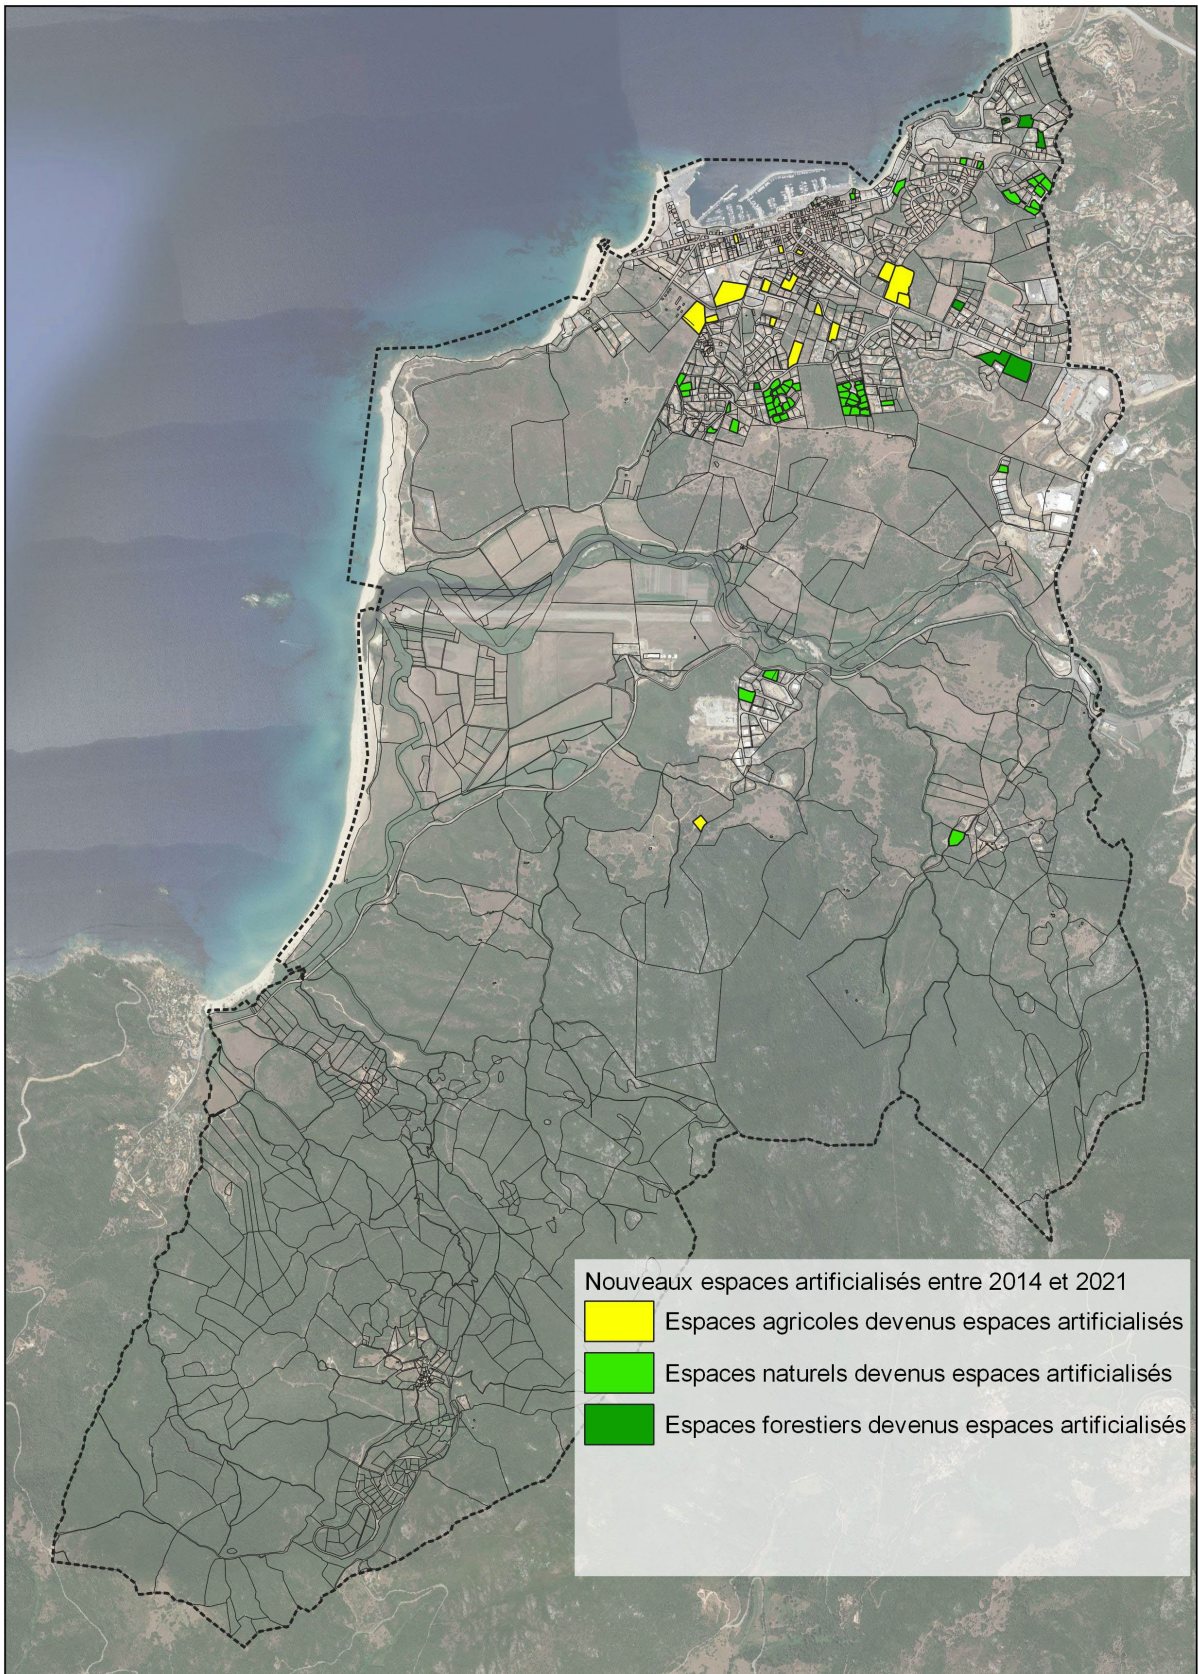 Nouveaux espaces artificialisés entre 2014 et 2021
Espaces agricoles devenus espaces artificialisés
Espaces naturels devenus espaces artificialisés
Espaces forestiers devenus espaces artificialisés